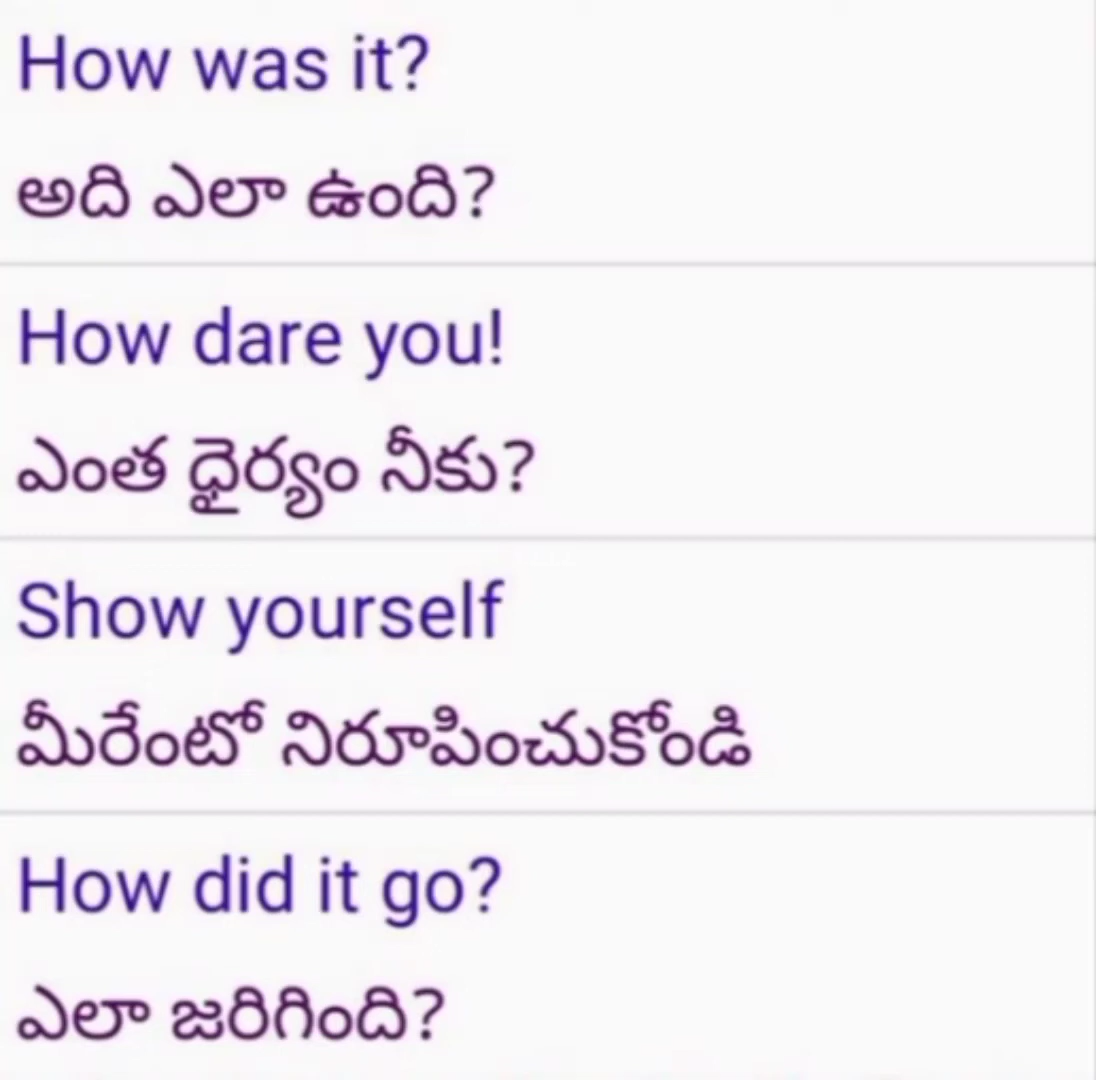 How was it?
అది ఎలా ఉంది?
How dare you!
ఎంత ధైర్యం నీకు?
Show yourself
మీరేంటో నిరూపించుకోండి
How did it go?
ఎలా జరిగింది?